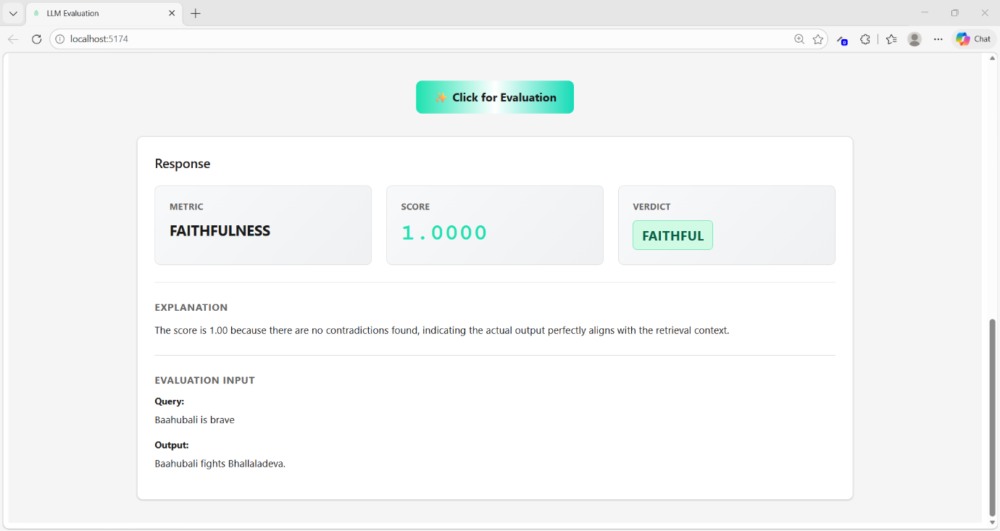 LLM Evaluation
localhost:5174
0
Chat
✨ Click for Evaluation
Response
METRIC
FAITHFULNESS
SCORE
1.0000
VERDICT
FAITHFUL
EXPLANATION
The score is 1.00 because there are no contradictions found, indicating the actual output perfectly aligns with the retrieval context.
EVALUATION INPUT
Query:
Baahubali is brave
Output:
Baahubali fights Bhallaladeva.